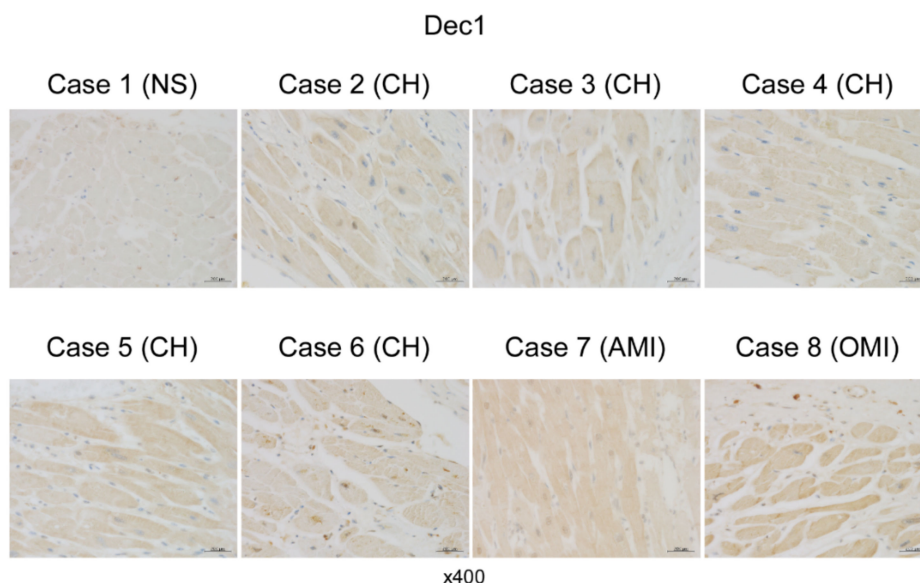 Dec1
Case 1 (NS) Case 2 (CH) Case 3 (CH) Case 4 (CH)
Case 5 (CH) Case 6 (CH) Case 7 (AMI) Case 8 (OMI)
x400